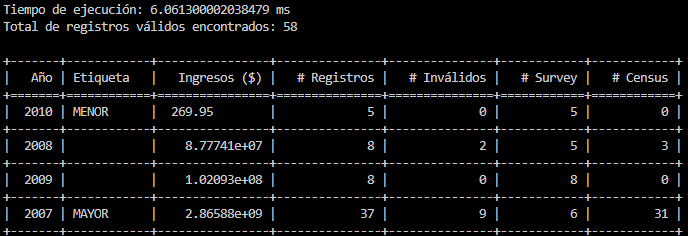 Tiempo de ejecución: 6.061300002038479 ms
Total de registros válidos encontrados: 58
+-------+------------+----------------+---------------+---------------+------------+------------+
|   Año | Etiqueta   |   Ingresos ($) |   # Registros |   # Inválidos |   # Survey |   # Census |
+=======+============+================+===============+===============+============+============+
|  2010 | MENOR      | 269.95         |             5 |             0 |          5 |          0 |
+-------+------------+----------------+---------------+---------------+------------+------------+
|  2008 |            |    8.77741e+07 |             8 |             2 |          5 |          3 |
+-------+------------+----------------+---------------+---------------+------------+------------+
|  2009 |            |    1.02093e+08 |             8 |             0 |          8 |          0 |
+-------+------------+----------------+---------------+---------------+------------+------------+
|  2007 | MAYOR      |    2.86588e+09 |            37 |             9 |          6 |         31 |
+-------+------------+----------------+---------------+---------------+------------+------------+